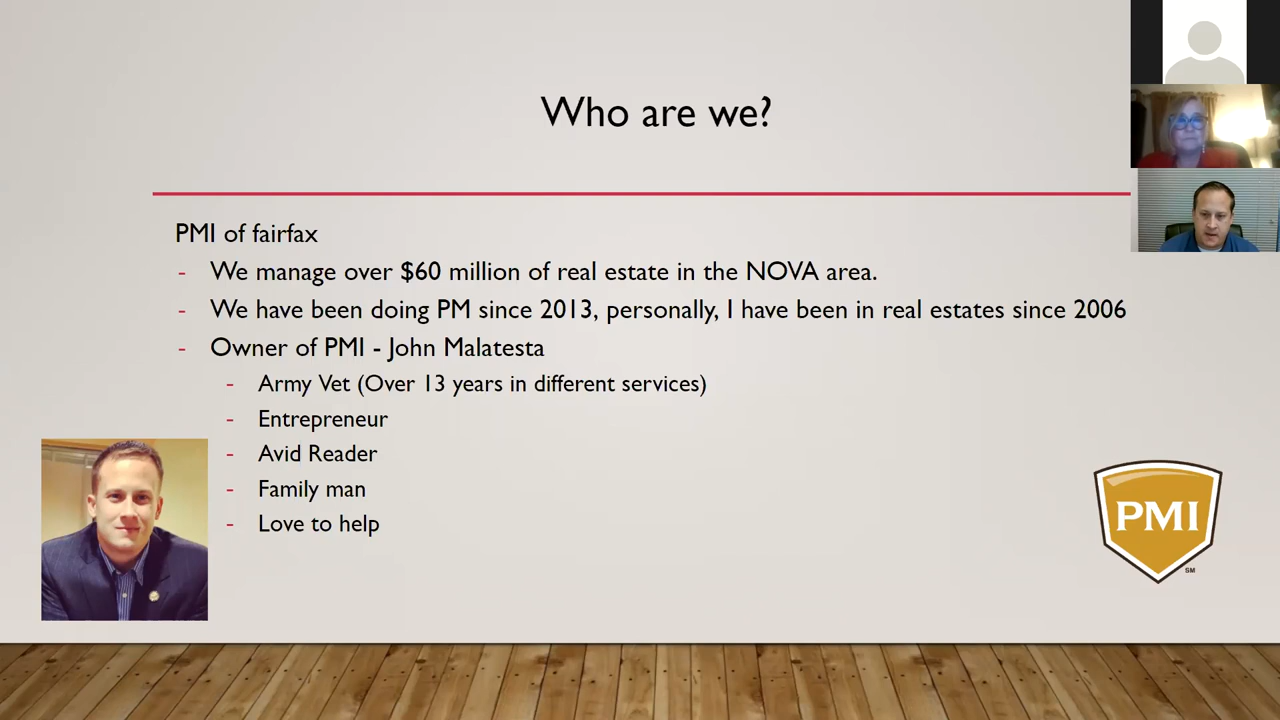 Who are we?
PMI of fairfax
- We manage over $60 million of real estate in the NOVA area.
- We have been doing PM since 2013, personally, I have been in real estates since 2006
- Owner of PMI - John Malatesta
- Army Vet (Over 13 years in different services)
- Entrepreneur
- Avid Reader
- Family man
- Love to help
PMI
SM